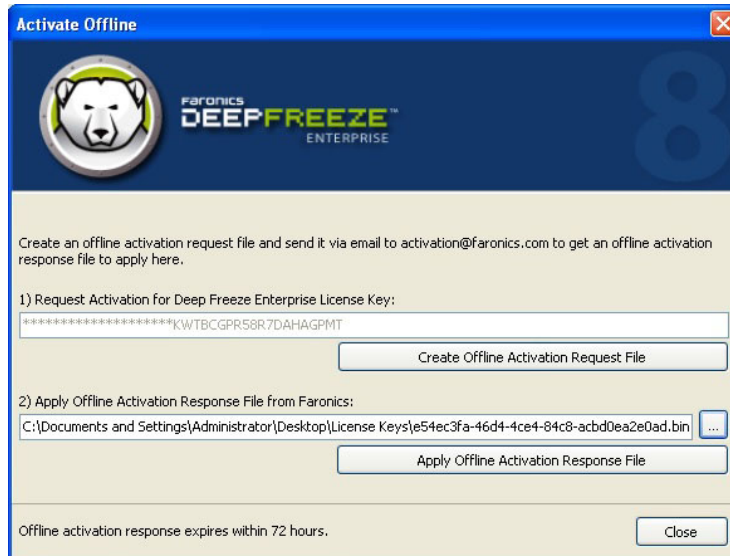 Activate Offline
FARONICS
DEEPFREEZE™
ENTERPRISE
8
Create an offline activation request file and send it via email to activation@faronics.com to get an offline activation
response file to apply here.
1) Request Activation for Deep Freeze Enterprise License Key:
********************KWTBCGPR58R7DAHAGPMT
Create Offline Activation Request File
2) Apply Offline Activation Response File from Faronics:
C:\Documents and Settings\Administrator\Desktop\License Keys\e54ec3fa-46d4-4ce4-84c8-acbd0ea2e0ad.bin
...
Apply Offline Activation Response File
Offline activation response expires within 72 hours.
Close